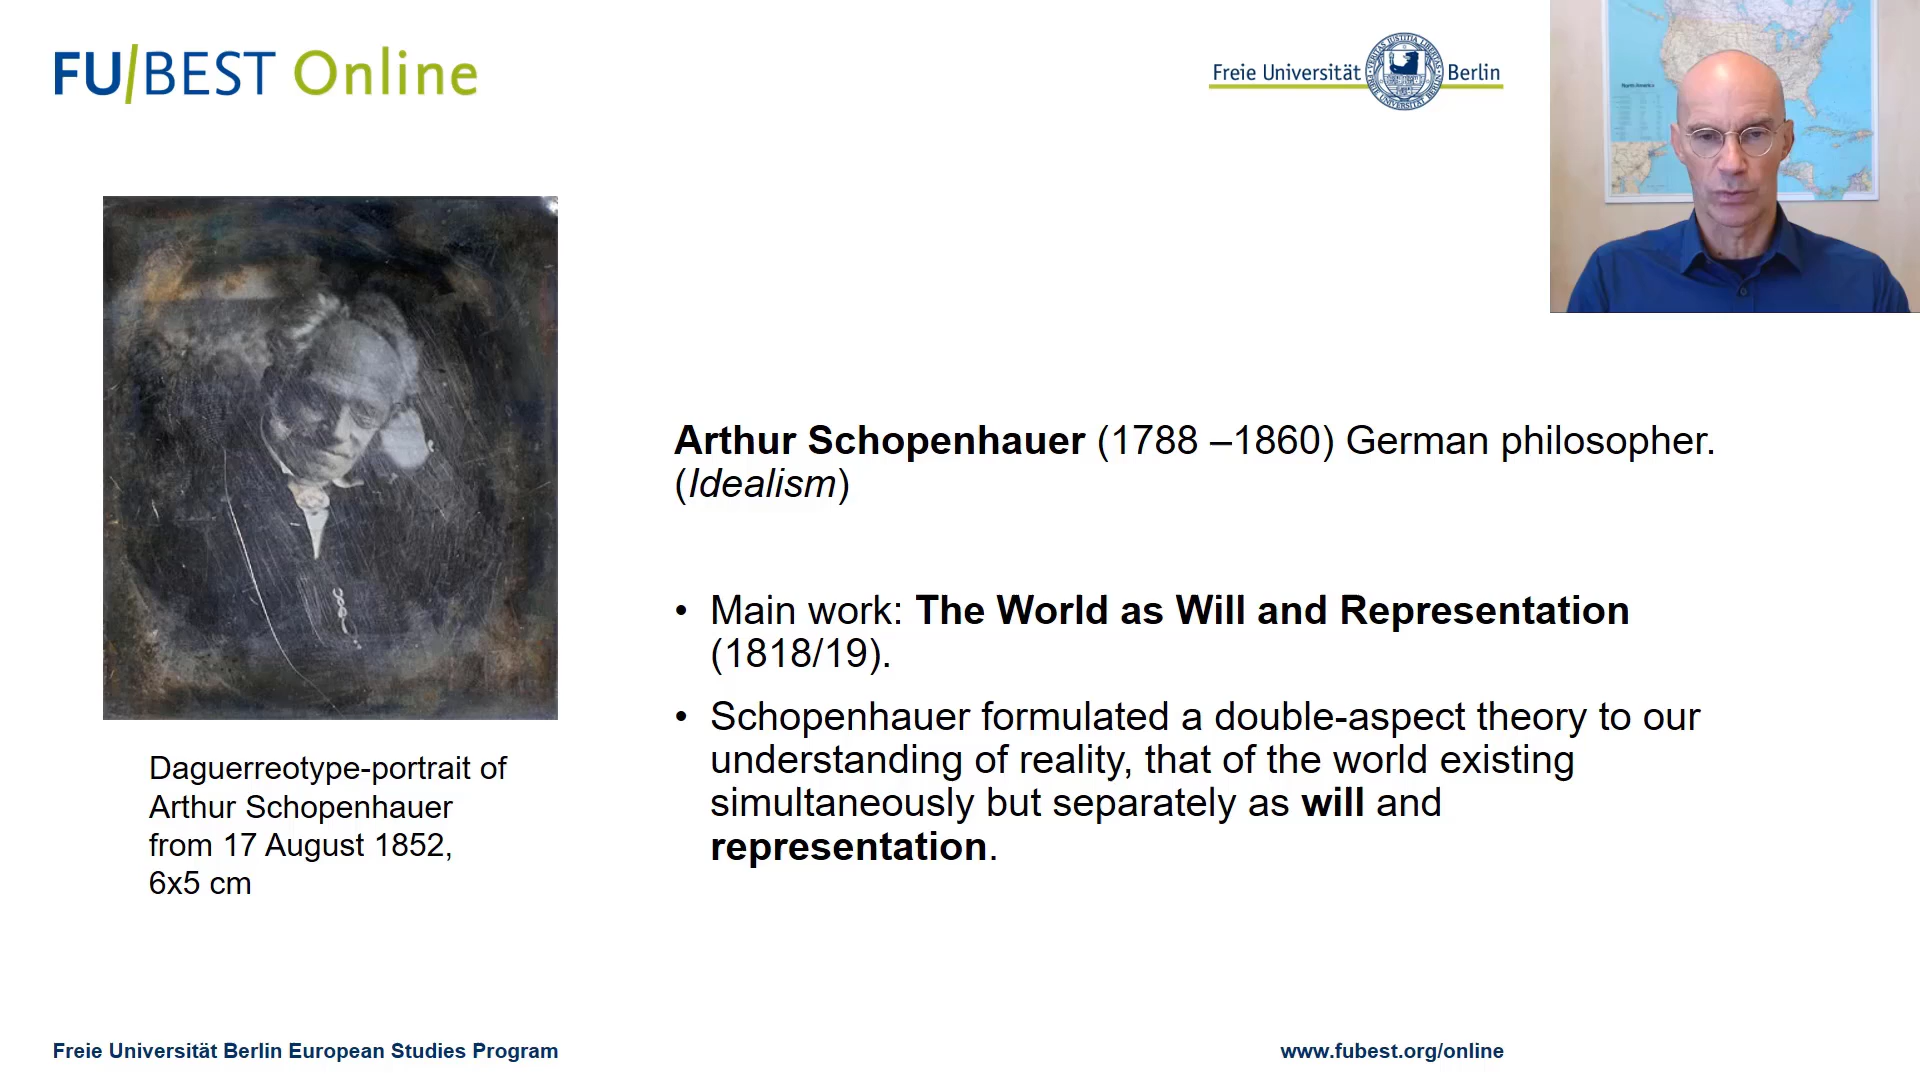 FU/BEST Online
Freie Universität Berlin
North America
Arthur Schopenhauer (1788 –1860) German philosopher.
(Idealism)
• Main work: The World as Will and Representation
(1818/19).
• Schopenhauer formulated a double-aspect theory to our
understanding of reality, that of the world existing
simultaneously but separately as will and
representation.
Daguerreotype-portrait of
Arthur Schopenhauer
from 17 August 1852,
6x5 cm
Freie Universität Berlin European Studies Program
www.fubest.org/online